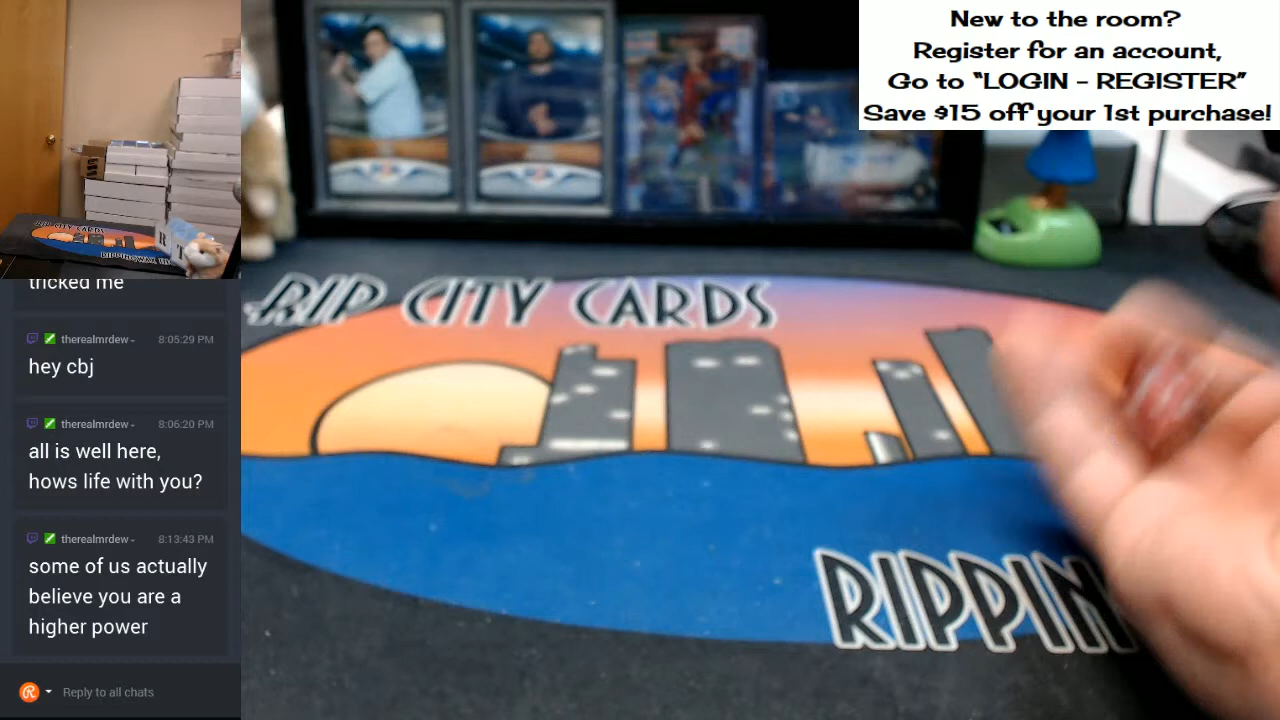 New to the room?
Register for an account,
Go to "LOGIN - REGISTER"
Save $15 off your 1st purchase!
RIP CITY CARDS
RIPPIN
RIP CITY CARDS
tricked me
therealmrdew 8:05:29 PM
hey cbj
therealmrdew 8:06:20 PM
all is well here,
hows life with you?
therealmrdew 8:13:43 PM
some of us actually
believe you are a
higher power
Reply to all chats